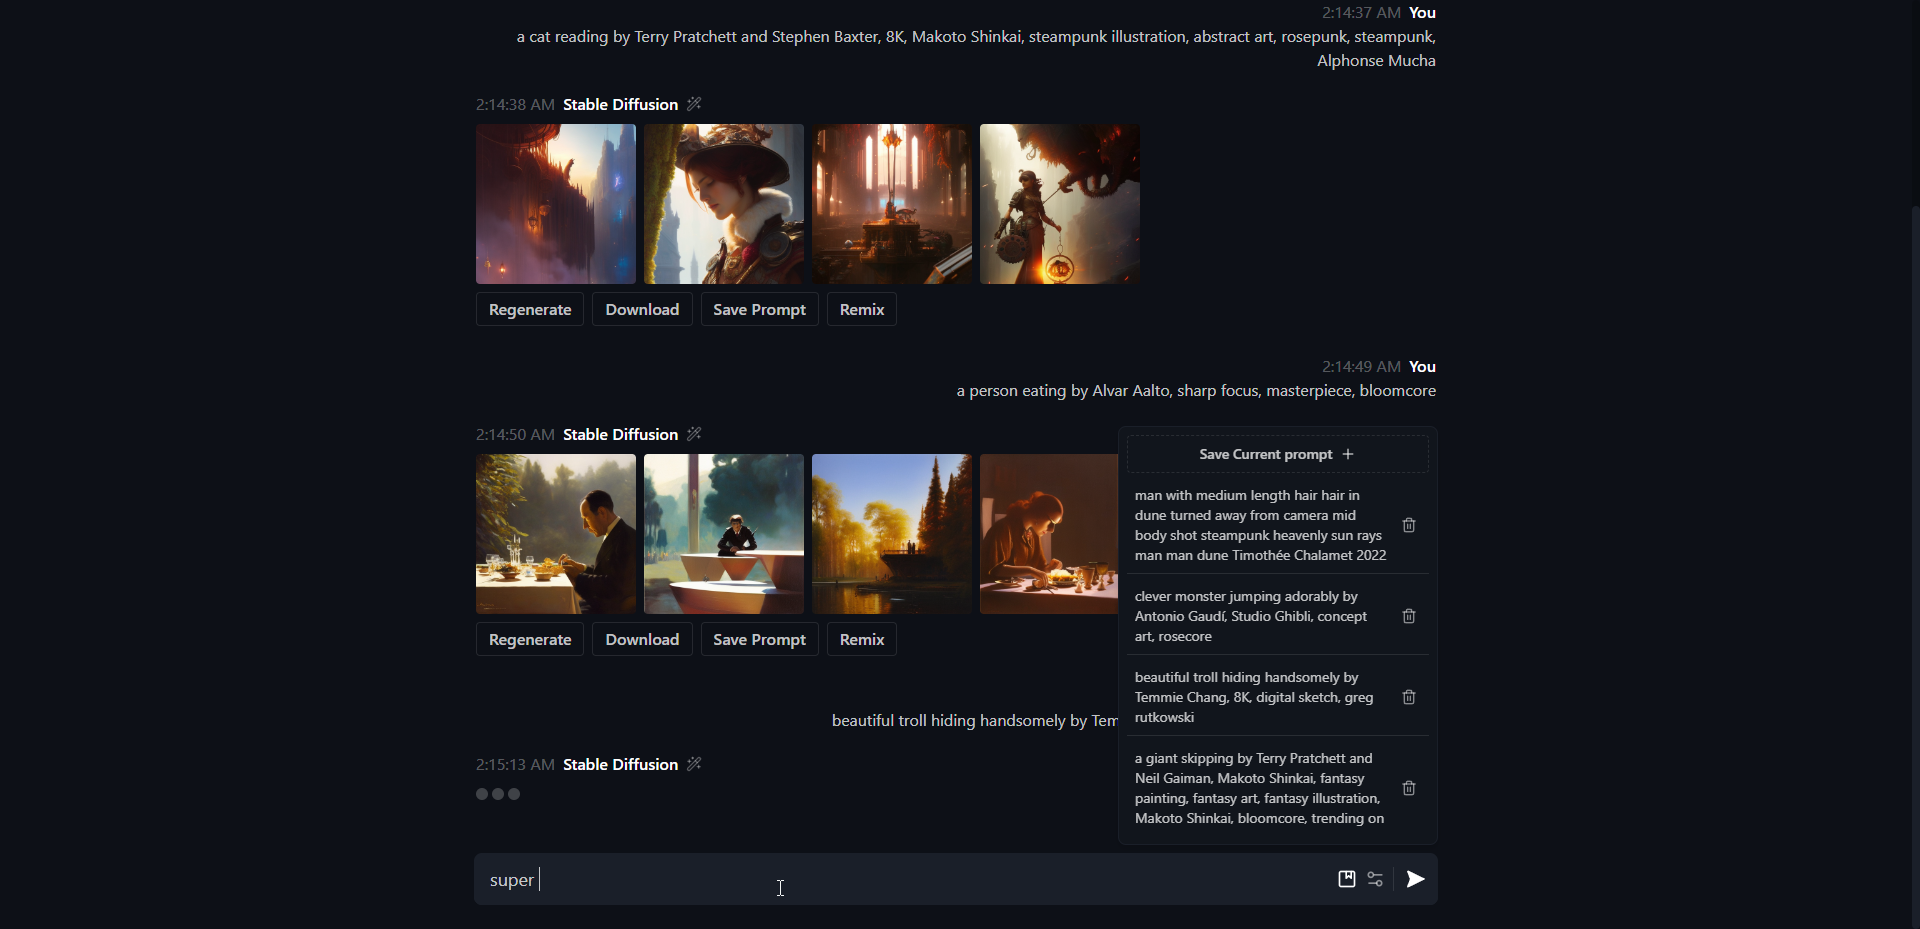 2:14:37 AM You
a cat reading by Terry Pratchett and Stephen Baxter, 8K, Makoto Shinkai, steampunk illustration, abstract art, rosepunk, steampunk,
Alphonse Mucha
2:14:38 AM Stable Diffusion
Regenerate Download Save Prompt Remix
2:14:49 AM You
a person eating by Alvar Aalto, sharp focus, masterpiece, bloomcore
2:14:50 AM Stable Diffusion
Regenerate Download Save Prompt Remix
beautiful troll hiding handsomely by Tem
2:15:13 AM Stable Diffusion
Save Current prompt +
man with medium length hair hair in
dune turned away from camera mid
body shot steampunk heavenly sun rays
man man dune Timothée Chalamet 2022
clever monster jumping adorably by
Antonio Gaudí, Studio Ghibli, concept
art, rosecore
beautiful troll hiding handsomely by
Temmie Chang, 8K, digital sketch, greg
rutkowski
a giant skipping by Terry Pratchett and
Neil Gaiman, Makoto Shinkai, fantasy
painting, fantasy art, fantasy illustration,
Makoto Shinkai, bloomcore, trending on
super